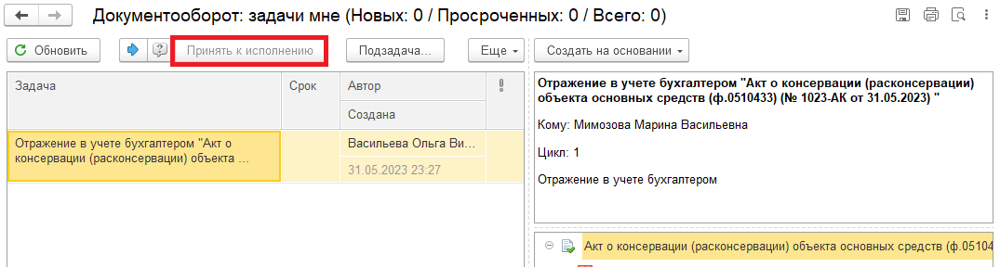 Документооборот: задачи мне (Новых: 0 / Просроченных: 0 / Всего: 0)
Обновить
Принять к исполнению
Подзадача...
Еще
Создать на основании
Задача
Срок
Автор
Создана
Отражение в учете бухгалтером "Акт о
консервации (расконсервации) объекта ...
Васильева Ольга Ви...
31.05.2023 23:27
Отражение в учете бухгалтером "Акт о консервации (расконсервации)
объекта основных средств (ф.0510433) (№ 1023-АК от 31.05.2023) "
Кому: Мимозова Марина Васильевна
Цикл: 1
Отражение в учете бухгалтером
Акт о консервации (расконсервации) объекта основных средств (ф.05104